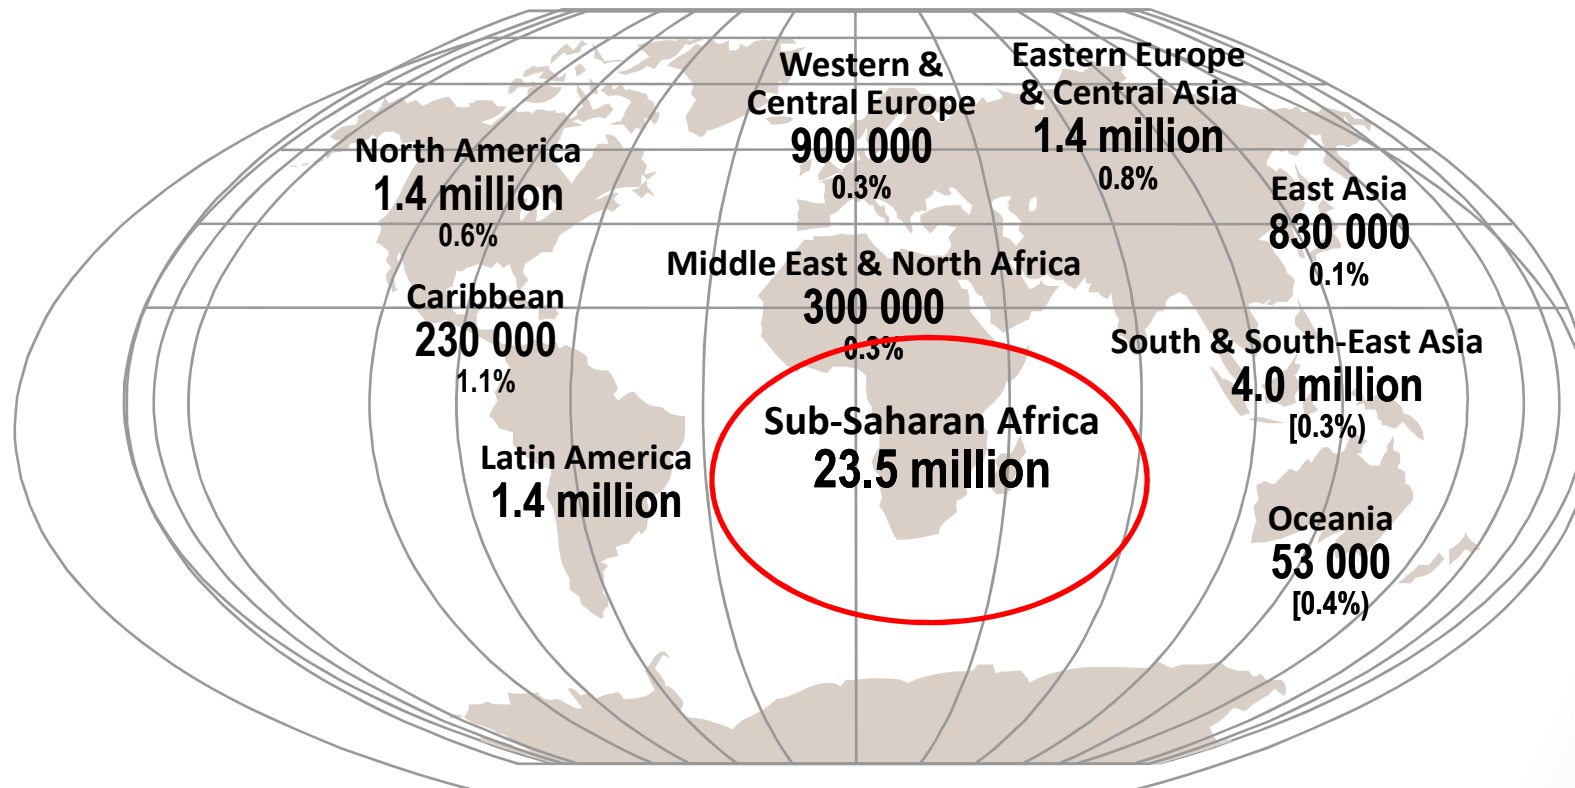 Western &
Central Europe
900 000
0.3%
Eastern Europe
& Central Asia
1.4 million
0.8%
North America
1.4 million
0.6%
East Asia
830 000
0.1%
Middle East & North Africa
300 000
0.3%
Caribbean
230 000
1.1%
South & South-East Asia
4.0 million
[0.3%)
Sub-Saharan Africa
23.5 million
Latin America
1.4 million
Oceania
53 000
[0.4%)